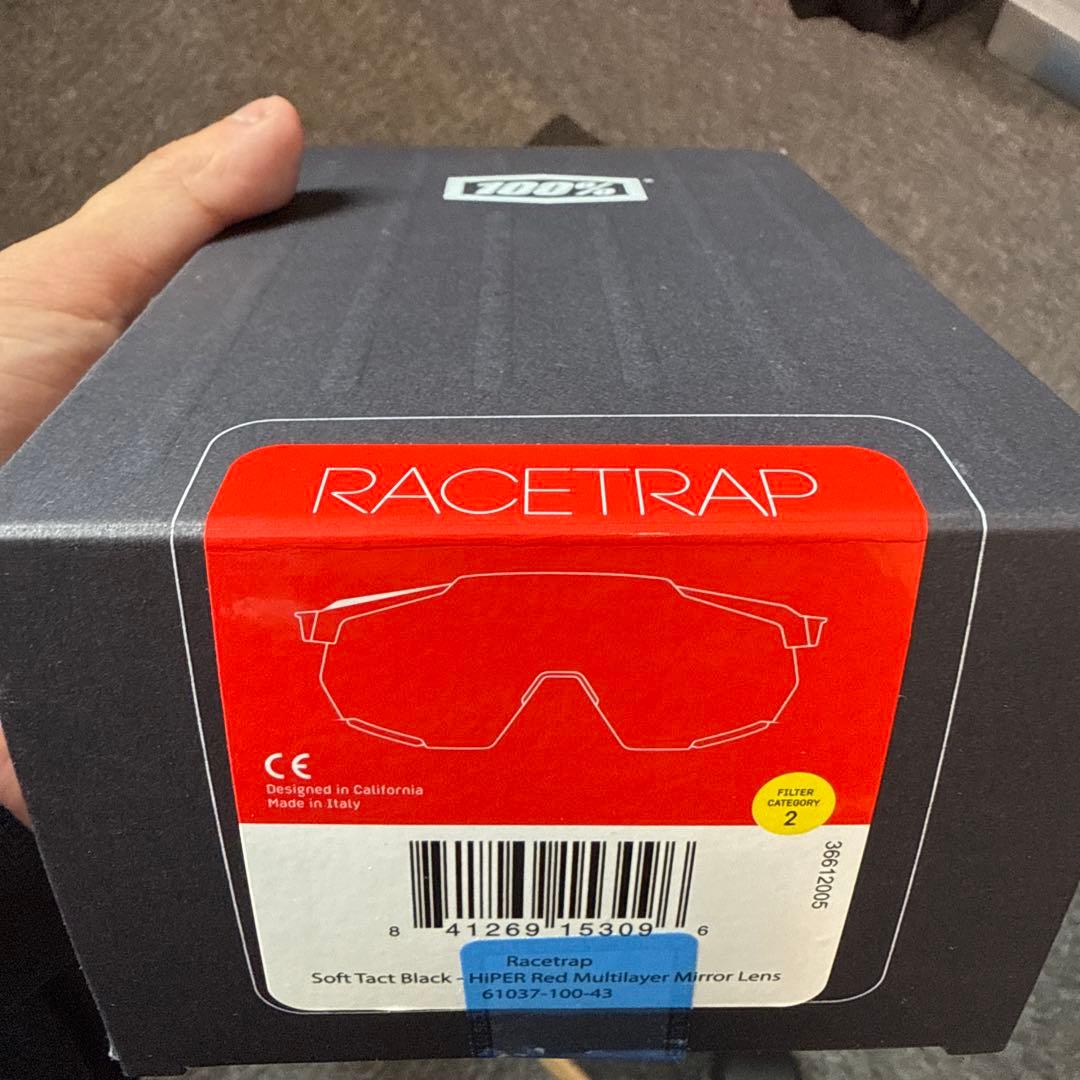 100%
RACETRAP
CE
Designed in California
Made in Italy
FILTER
CATEGORY
2
36612005
8 41269 15309 6
Racetrap
Soft Tact Black - HiPER Red Multilayer Mirror Lens
61037-100-43